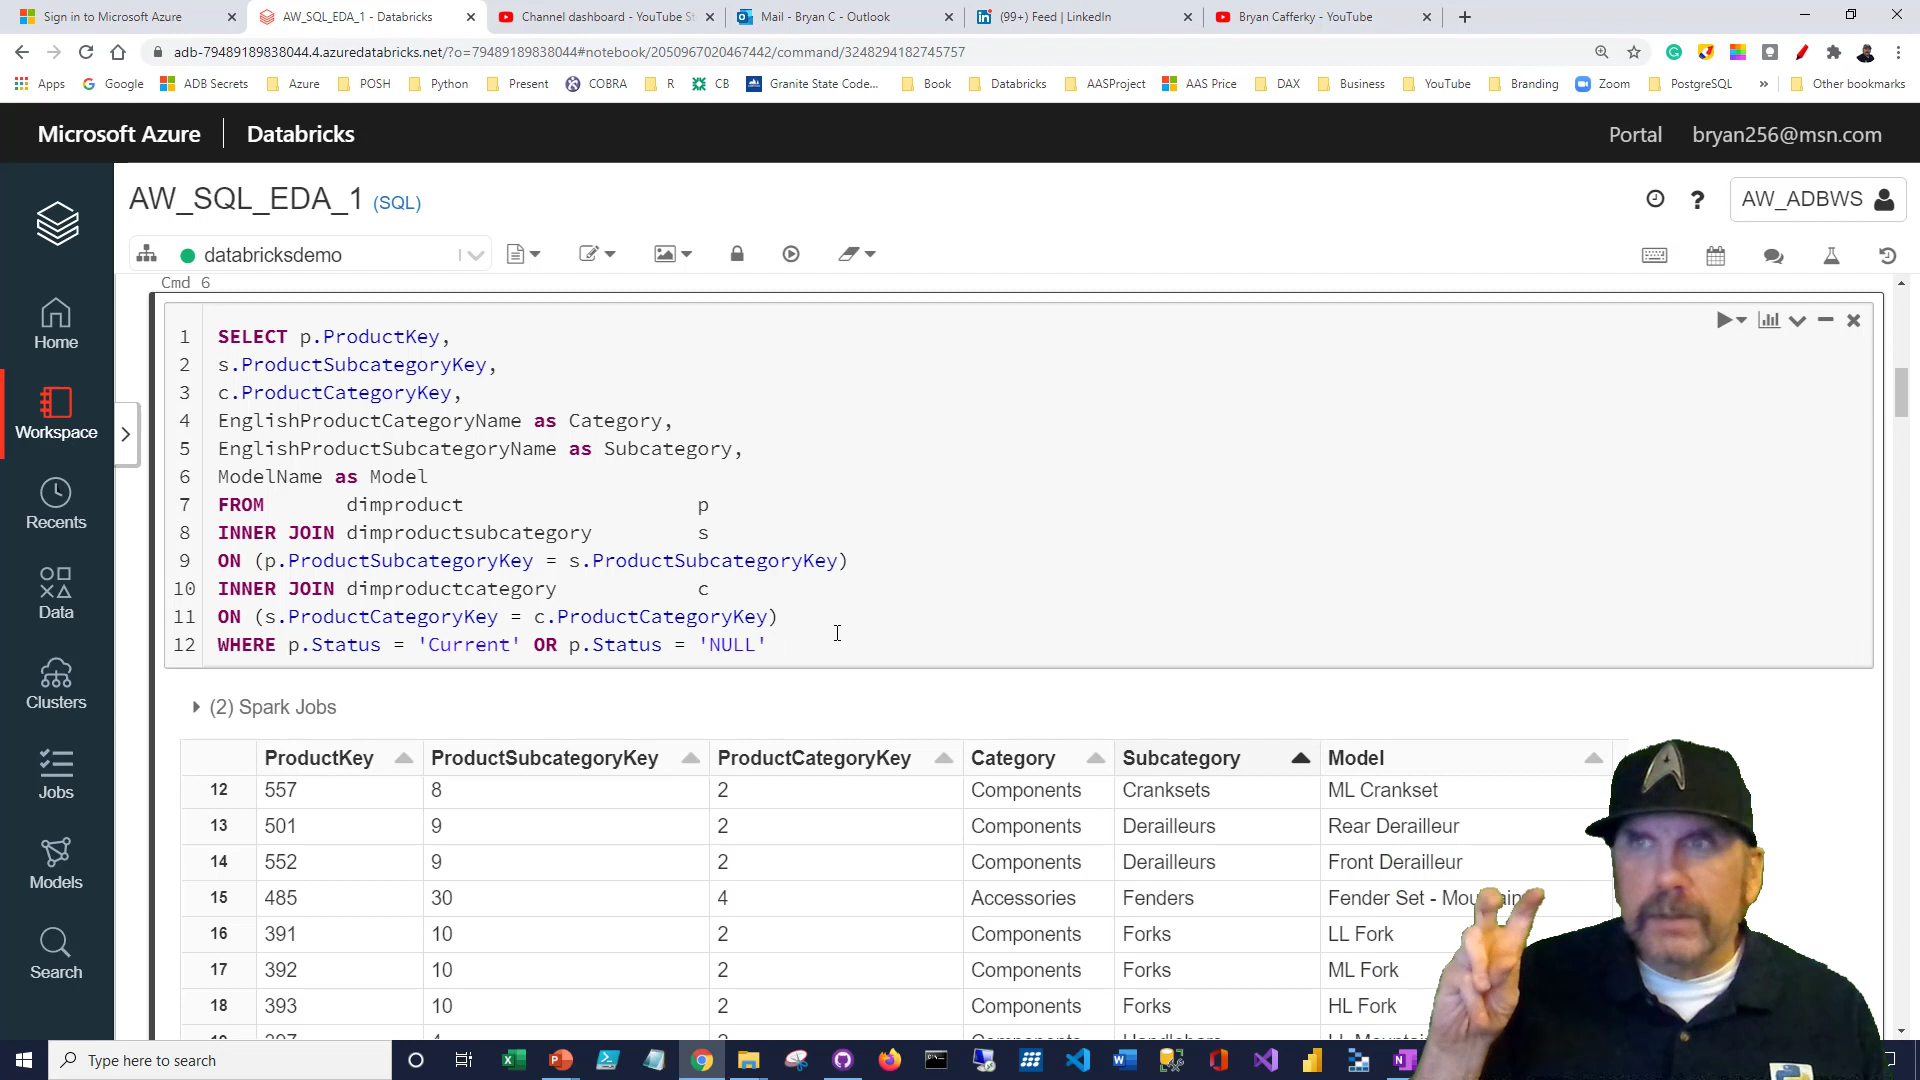 Sign in to Microsoft Azure
AW_SQL_EDA_1 - Databricks
Channel dashboard - YouTube St
Mail - Bryan C - Outlook
(99+) Feed | LinkedIn
Bryan Cafferky - YouTube
adb-79489189838044.4.azuredatabricks.net/?o=79489189838044#notebook/2050967020467442/command/3248294182745757
Apps Google ADB Secrets Azure POSH Python Present COBRA R CB Granite State Code... Book Databricks AASProject AAS Price DAX Business YouTube Branding Zoom PostgreSQL » Other bookmarks
Microsoft Azure Databricks Portal bryan256@msn.com
AW_SQL_EDA_1 (SQL) ? AW_ADBWS
databricksdemo
Home
Workspace
Recents
Data
Clusters
Jobs
Models
Search
Cmd 6
1 SELECT p.ProductKey,
2 s.ProductSubcategoryKey,
3 c.ProductCategoryKey,
4 EnglishProductCategoryName as Category,
5 EnglishProductSubcategoryName as Subcategory,
6 ModelName as Model
7 FROM dimproduct p
8 INNER JOIN dimproductsubcategory s
9 ON (p.ProductSubcategoryKey = s.ProductSubcategoryKey)
10 INNER JOIN dimproductcategory c
11 ON (s.ProductCategoryKey = c.ProductCategoryKey)
12 WHERE p.Status = 'Current' OR p.Status = 'NULL'
(2) Spark Jobs
ProductKey ProductSubcategoryKey ProductCategoryKey Category Subcategory Model
12 557 8 2 Components Cranksets ML Crankset
13 501 9 2 Components Derailleurs Rear Derailleur
14 552 9 2 Components Derailleurs Front Derailleur
15 485 30 4 Accessories Fenders Fender Set -
16 391 10 2 Components Forks LL Fork
17 392 10 2 Components Forks ML Fork
18 393 10 2 Components Forks HL Fork
Type here to search